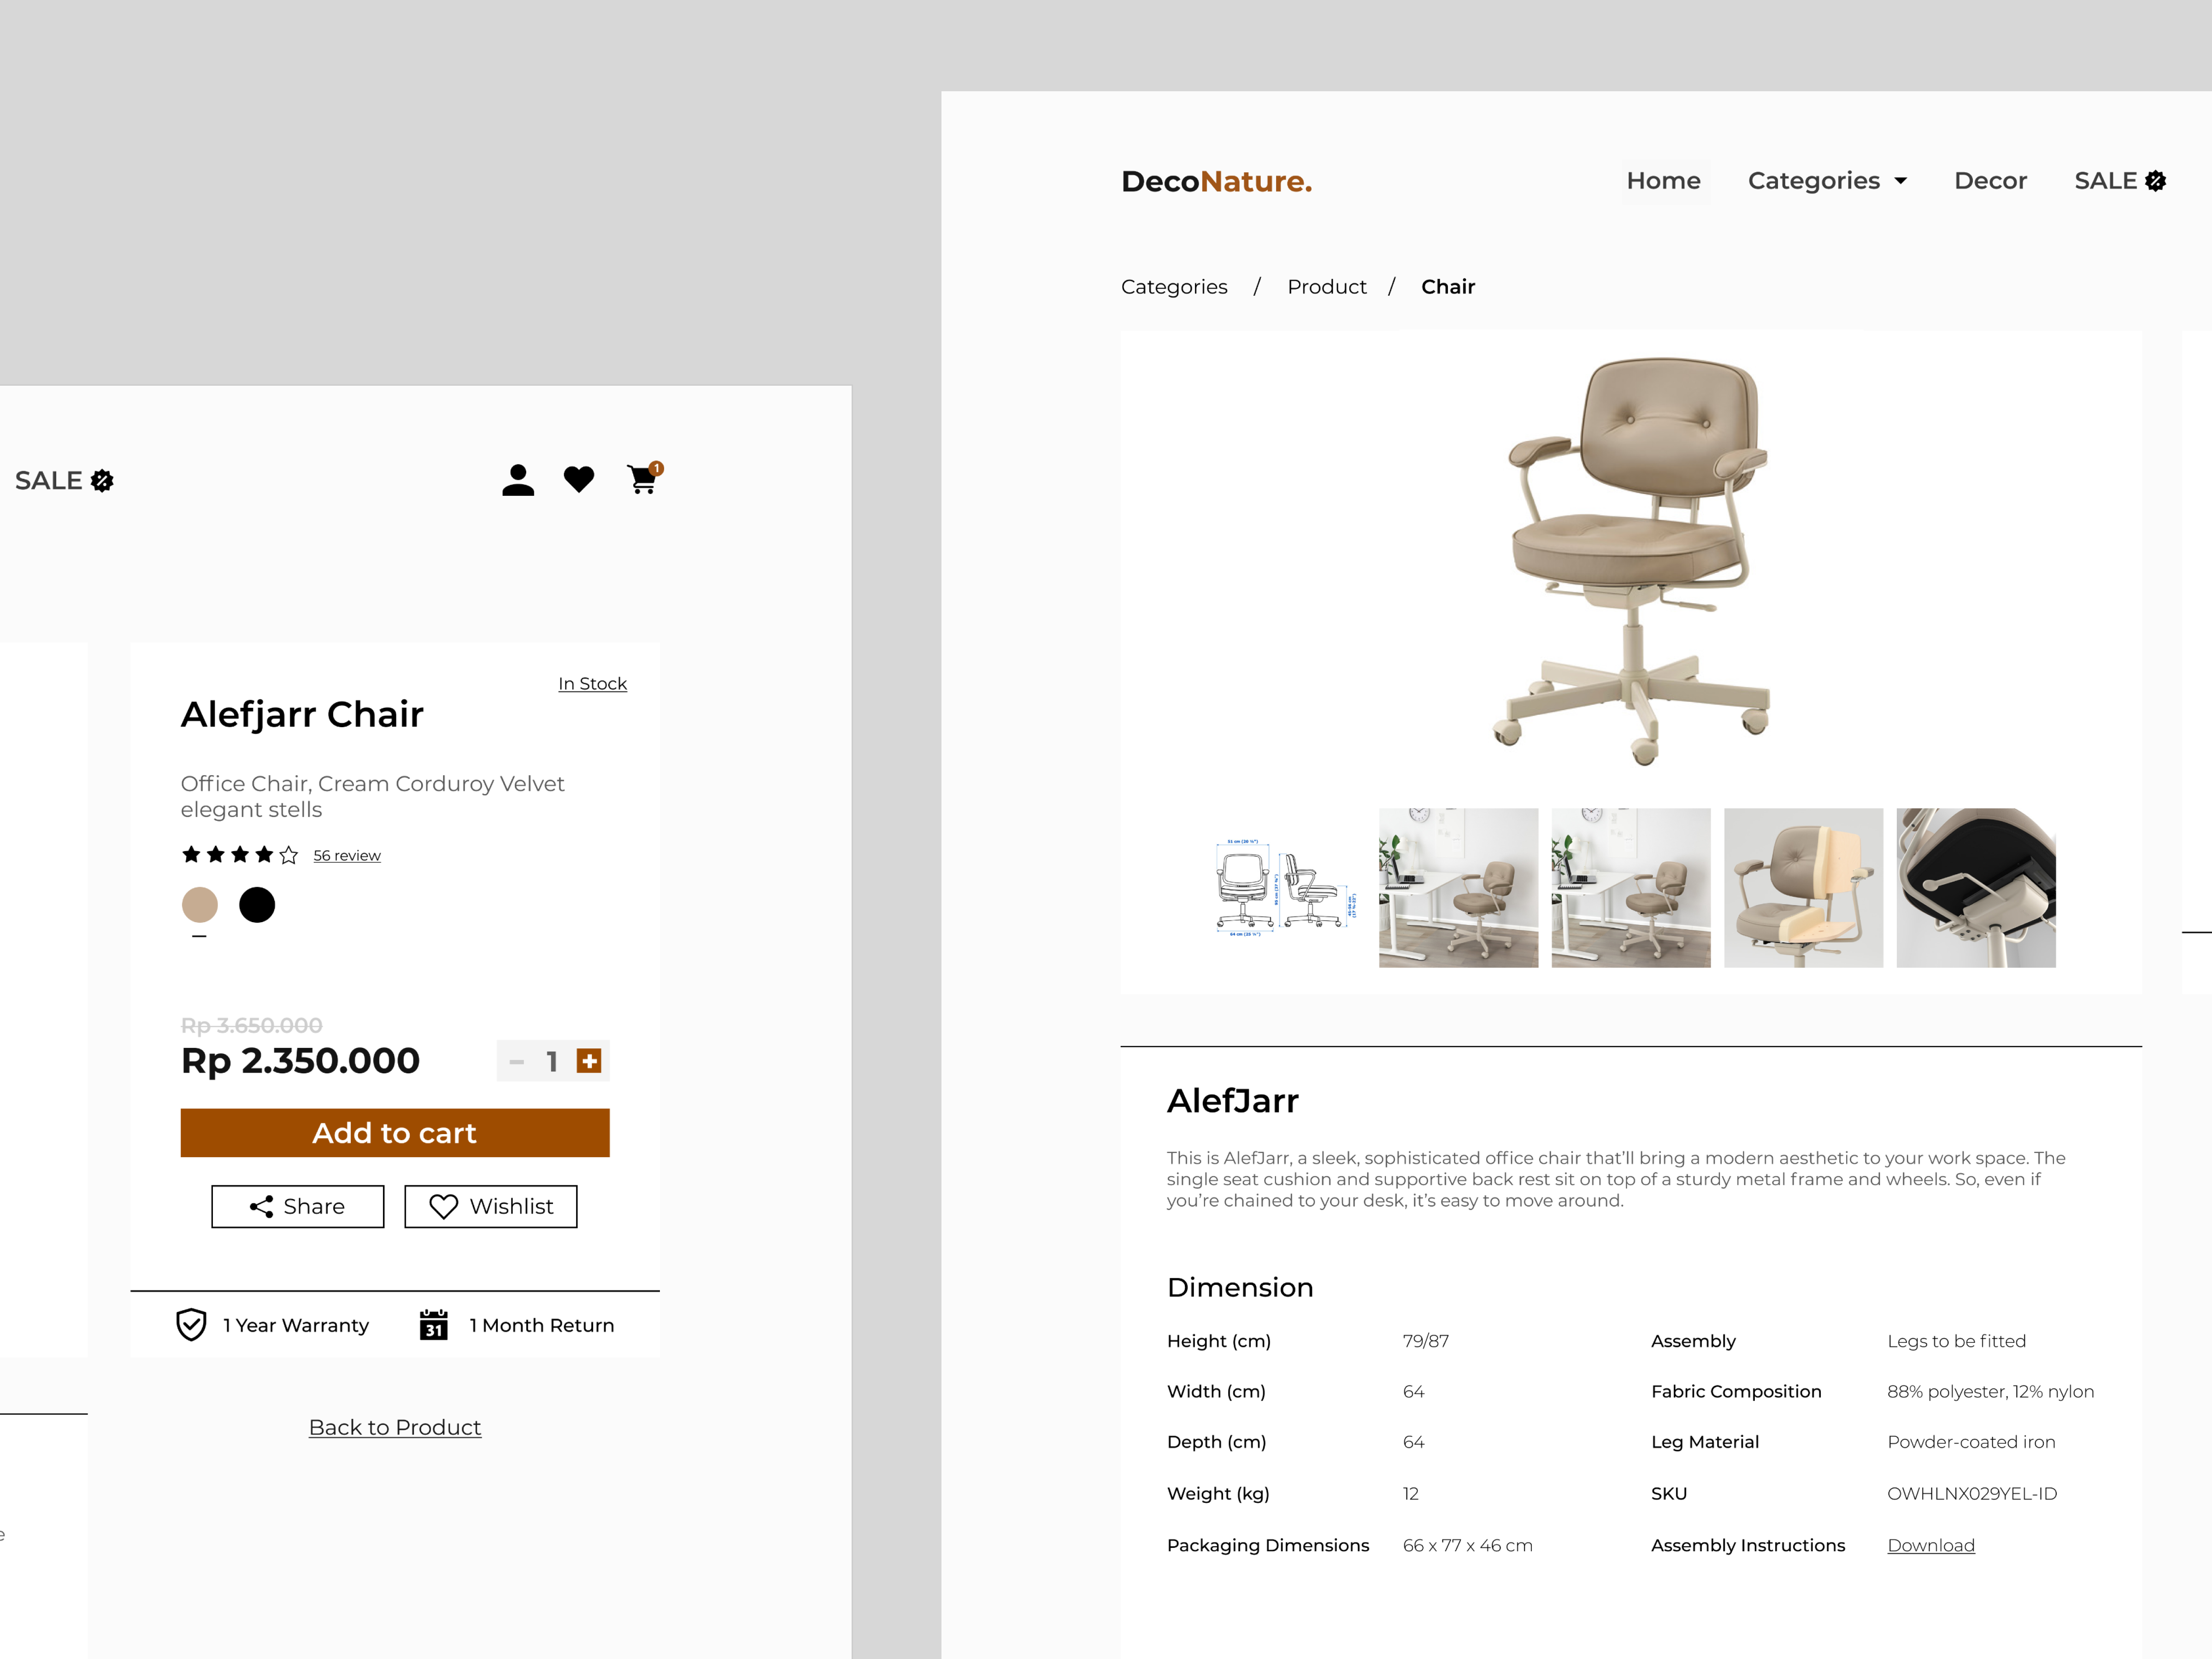 DecoNature.
Home
Categories
Decor
SALE
Categories / Product / Chair
AlefJarr
This is AlefJarr, a sleek, sophisticated office chair that'll bring a modern aesthetic to your work space. The
single seat cushion and supportive back rest sit on top of a sturdy metal frame and wheels. So, even if
you're chained to your desk, it's easy to move around.
Dimension
Height (cm) 79/87
Width (cm) 64
Depth (cm) 64
Weight (kg) 12
Packaging Dimensions 66 x 77 x 46 cm
Assembly Legs to be fitted
Fabric Composition 88% polyester, 12% nylon
Leg Material Powder-coated iron
SKU OWHLNX029YEL-ID
Assembly Instructions Download
SALE
1
In Stock
Alefjarr Chair
Office Chair, Cream Corduroy Velvet
elegant stells
56 review
Rp 3.650.000
Rp 2.350.000
1
Add to cart
Share
Wishlist
1 Year Warranty
31
1 Month Return
Back to Product
e